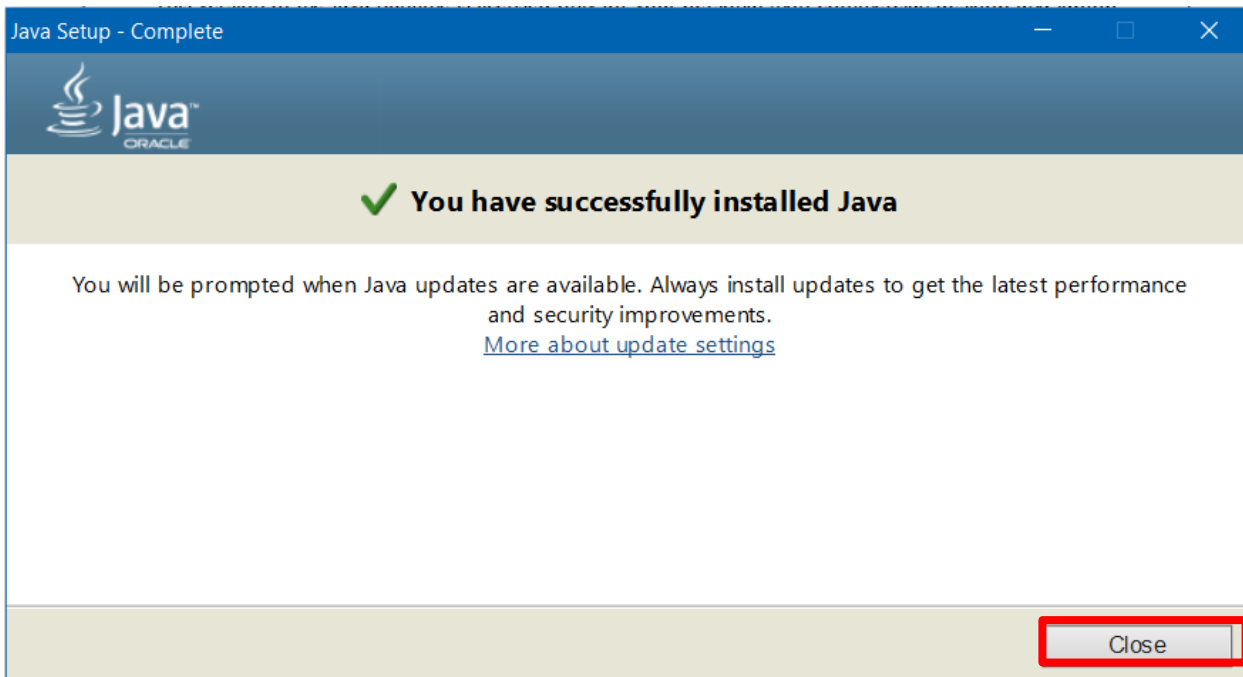 Java Setup - Complete
Java™
ORACLE
You have successfully installed Java
You will be prompted when Java updates are available. Always install updates to get the latest performance
and security improvements.
More about update settings
Close